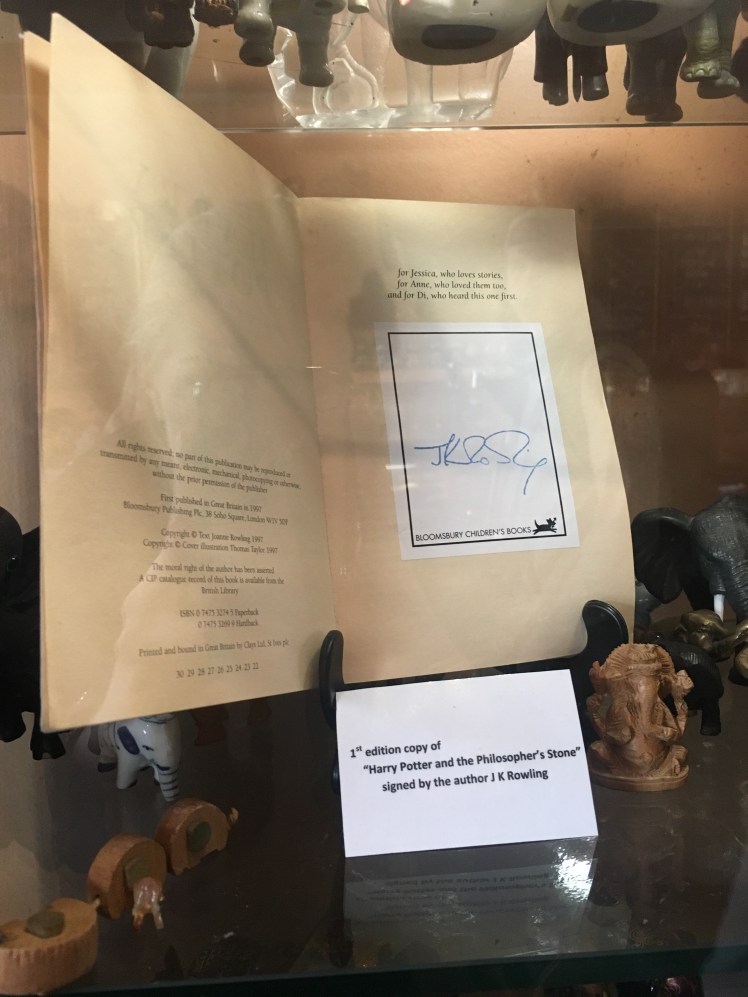 All rights reserved, no part of this publication may be reproduced or
transmitted by any means, electronic, mechanical, photocopying or otherwise,
without the prior permission of the publisher
First published in Great Britain in 1997
Bloomsbury Publishing Plc, 38 Soho Square, London W1V 5DF
Copyright © Text Joanne Rowling 1997
Copyright © Cover illustration Thomas Taylor 1997
The moral right of the author has been asserted
A CIP catalogue record of this book is available from the
British Library
ISBN 0 7475 3274 5 Paperback
0 7475 3269 9 Hardback
Printed and bound in Great Britain by Clays Ltd, St Ives plc
30 29 28 27 26 25 24 23 22
for Jessica, who loves stories,
for Anne, who loved them too,
and for Di, who heard this one first.
JK Rowling
BLOOMSBURY CHILDREN'S BOOKS
1st edition copy of
"Harry Potter and the Philosopher's Stone"
signed by the author J K Rowling